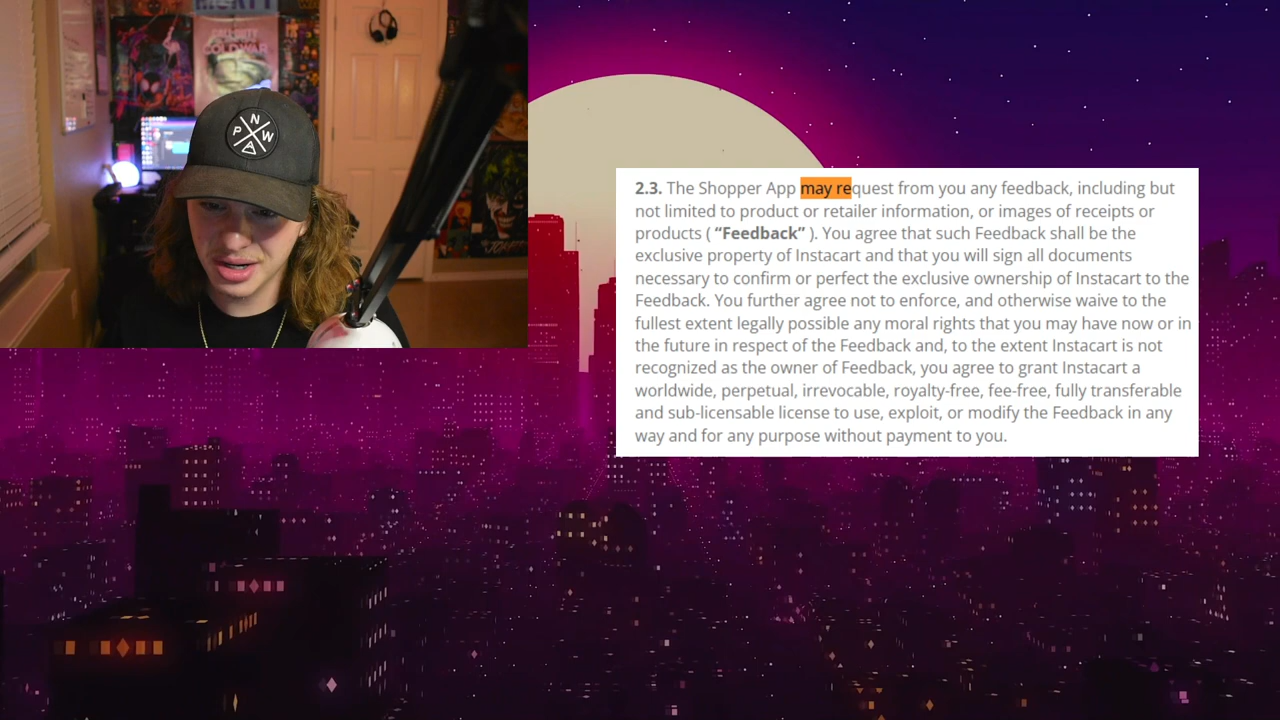 CALL OF DUTY
COLDWAR
N
P W
2.3. The Shopper App may request from you any feedback, including but
not limited to product or retailer information, or images of receipts or
products ( “Feedback” ). You agree that such Feedback shall be the
exclusive property of Instacart and that you will sign all documents
necessary to confirm or perfect the exclusive ownership of Instacart to the
Feedback. You further agree not to enforce, and otherwise waive to the
fullest extent legally possible any moral rights that you may have now or in
the future in respect of the Feedback and, to the extent Instacart is not
recognized as the owner of Feedback, you agree to grant Instacart a
worldwide, perpetual, irrevocable, royalty-free, fee-free, fully transferable
and sub-licensable license to use, exploit, or modify the Feedback in any
way and for any purpose without payment to you.